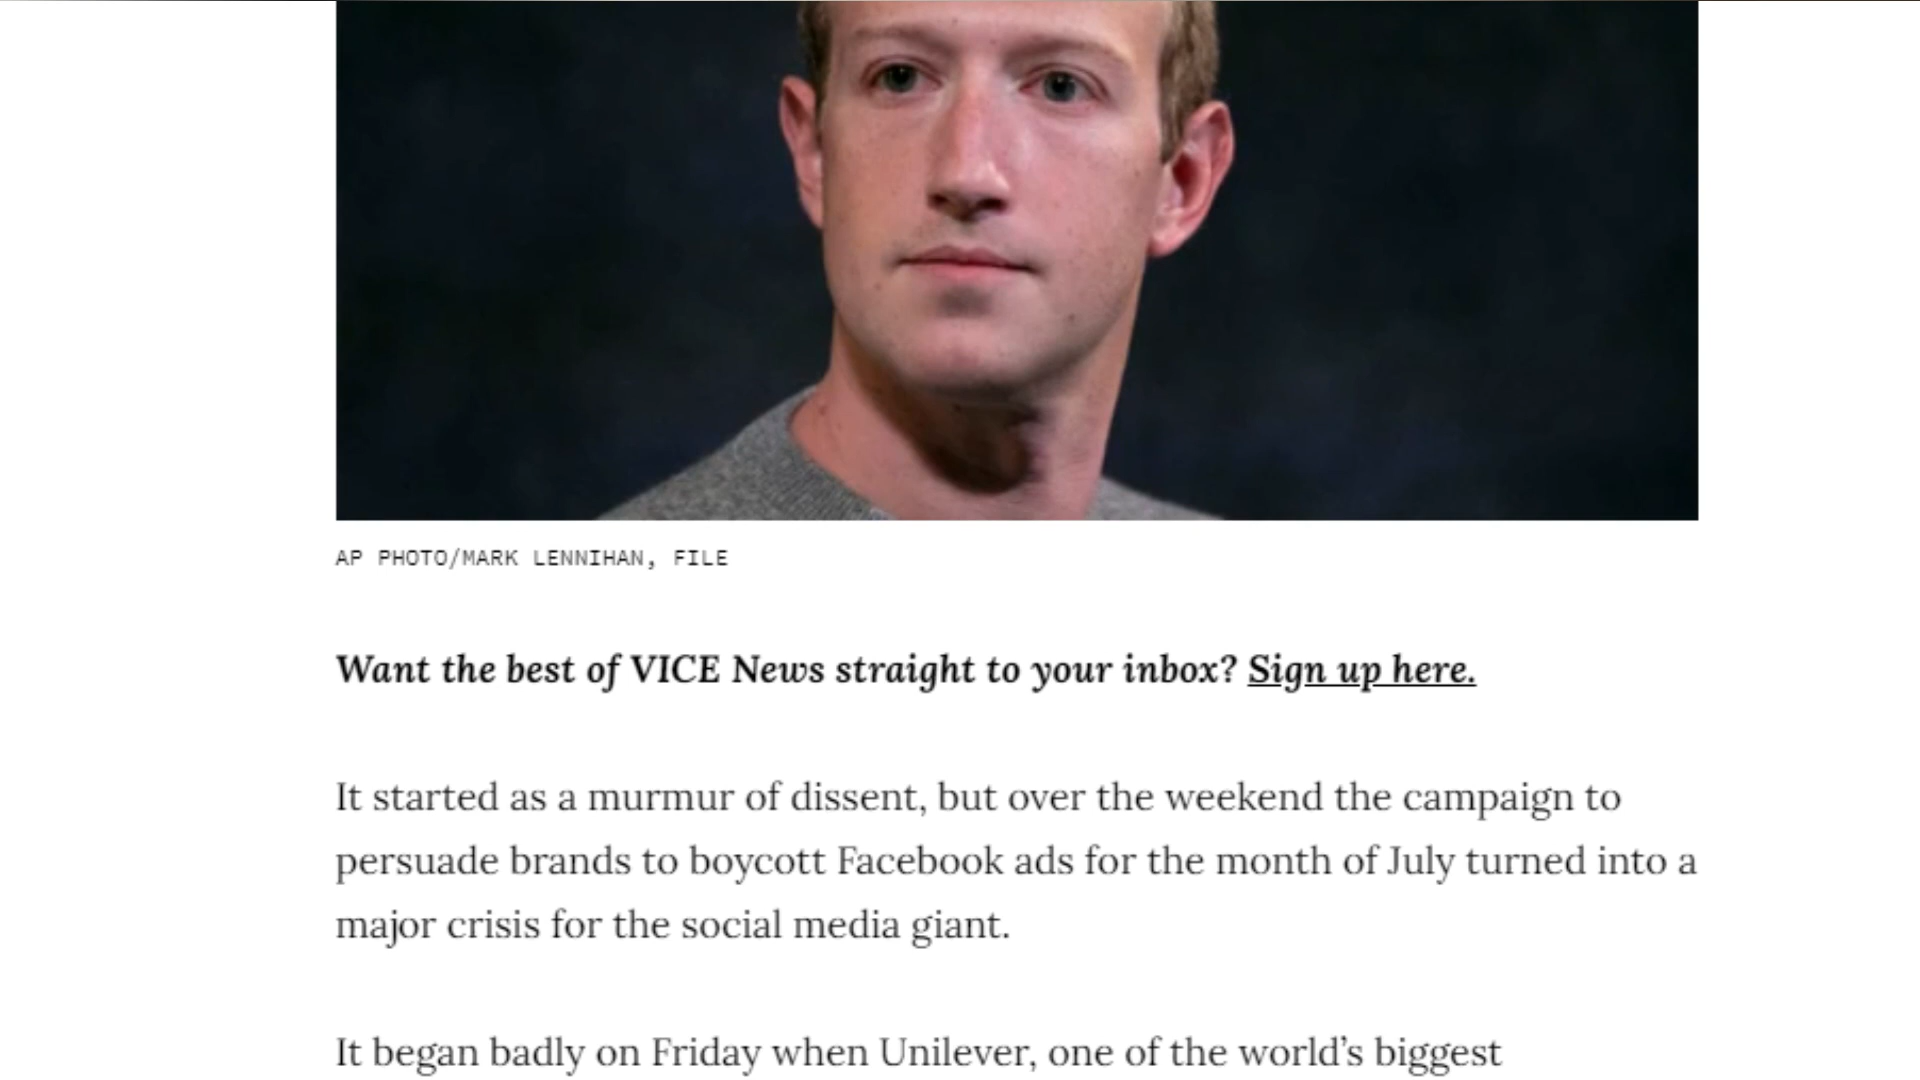 AP PHOTO/MARK LENNIHAN, FILE
Want the best of VICE News straight to your inbox? Sign up here.
It started as a murmur of dissent, but over the weekend the campaign to
persuade brands to boycott Facebook ads for the month of July turned into a
major crisis for the social media giant.
It began badly on Friday when Unilever, one of the world’s biggest